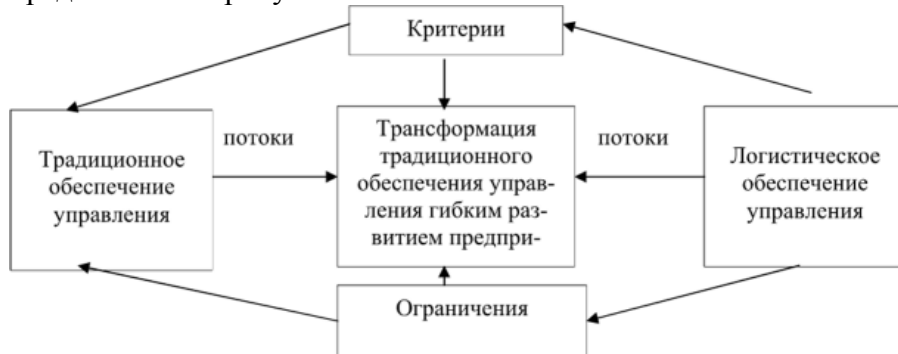 Критерии
потоки
потоки
Традиционное
обеспечение
управления
Трансформация
традиционного
обеспечения управ-
ления гибким раз-
витием предпри-
Логистическое
обеспечение
управления
Ограничения